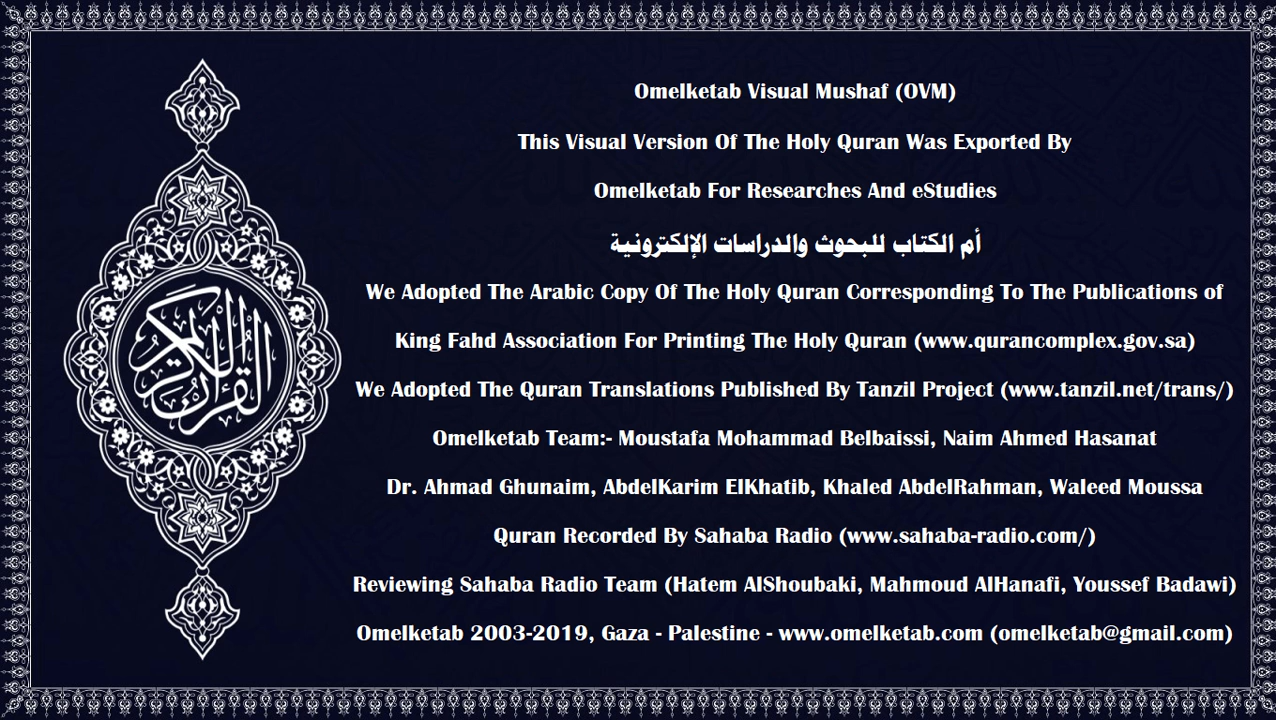 Omelketab Visual Mushaf (OVM)
This Visual Version Of The Holy Quran Was Exported By
Omelketab For Researches And eStudies
أم الكتاب للبحوث والدراسات الإلكترونية
We Adopted The Arabic Copy Of The Holy Quran Corresponding To The Publications of
King Fahd Association For Printing The Holy Quran (www.qurancomplex.gov.sa)
We Adopted The Quran Translations Published By Tanzil Project (www.tanzil.net/trans/)
Omelketab Team:- Moustafa Mohammad Belbaissi, Naim Ahmed Hasanat
Dr. Ahmad Ghunaim, AbdelKarim ElKhatib, Khaled AbdelRahman, Waleed Moussa
Quran Recorded By Sahaba Radio (www.sahaba-radio.com/)
Reviewing Sahaba Radio Team (Hatem AlShoubaki, Mahmoud AlHanafi, Youssef Badawi)
Omelketab 2003-2019, Gaza - Palestine - www.omelketab.com (omelketab@gmail.com)
القرآن الكريم